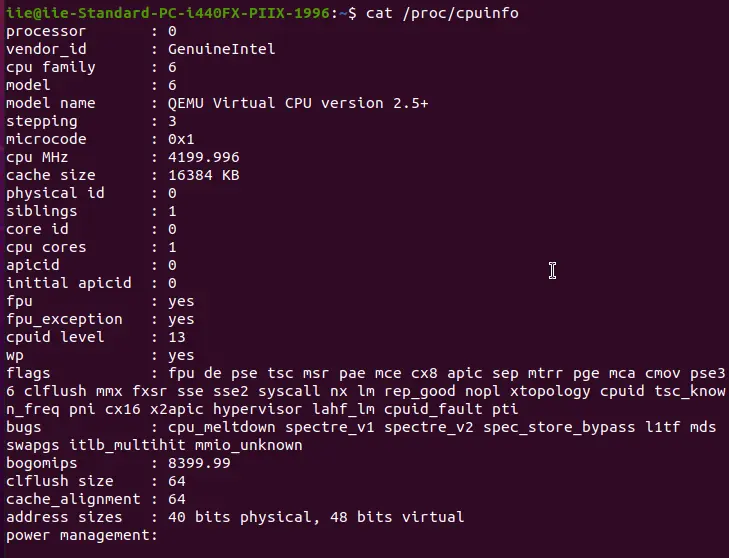 iie@iie-Standard-PC-i440FX-PIIX-1996:~$ cat /proc/cpuinfo
processor : 0
vendor_id : GenuineIntel
cpu family : 6
model : 6
model name : QEMU Virtual CPU version 2.5+
stepping : 3
microcode : 0x1
cpu MHz : 4199.996
cache size : 16384 KB
physical id : 0
siblings : 1
core id : 0
cpu cores : 1
apicid : 0
initial apicid : 0
fpu : yes
fpu_exception : yes
cpuid level : 13
wp : yes
flags : fpu de pse tsc msr pae mce cx8 apic sep mtrr pge mca cmov pse3
6 clflush mmx fxsr sse sse2 syscall nx lm rep_good nopl xtopology cpuid tsc_know
n_freq pni cx16 x2apic hypervisor lahf_lm cpuid_fault pti
bugs : cpu_meltdown spectre_v1 spectre_v2 spec_store_bypass l1tf mds
swapgs itlb_multihit mmio_unknown
bogomips : 8399.99
clflush size : 64
cache_alignment : 64
address sizes : 40 bits physical, 48 bits virtual
power management: